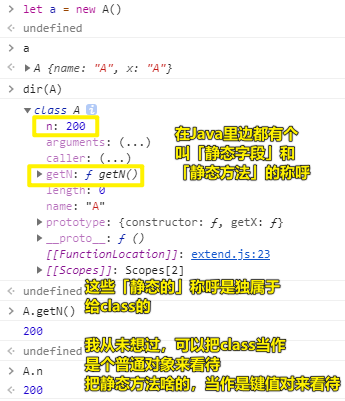 > let a = new A()
< undefined
> a
< ▶ A {name: "A", x: "A"}
> dir(A)
▼ class A i
n: 200
arguments: (...)
caller: (...)
▶ getN: ƒ getN()
length: 0
name: "A"
▶ prototype: {constructor: ƒ, getX: ƒ}
▶ __proto__: ƒ ()
[[FunctionLocation]]: extend.js:23
▶ [[Scopes]]: Scopes[2]
在Java里边都有个
叫「静态字段」和
「静态方法」的称呼
< undefined
这些「静态的」称呼是独属于
给class的
> A.getN()
200
< undefined
我从未想过，可以把class当作
是个普通对象来看待
把静态方法啥的，当作是键值对来看待
> A.n
< 200